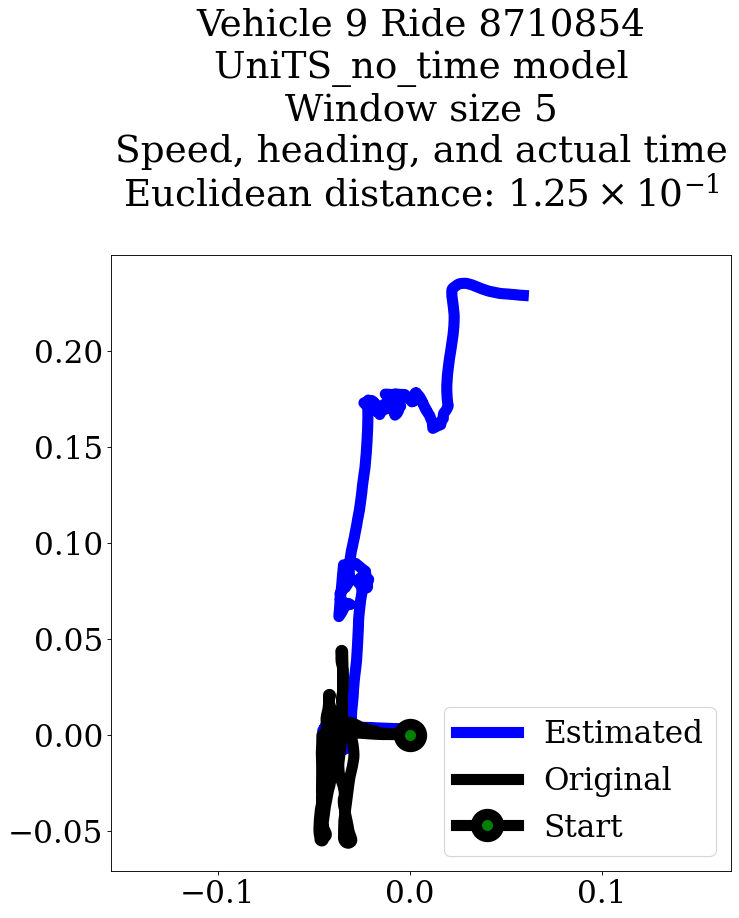 Vehicle 9 Ride 8710854
UniTS_no_time model
Window size 5
Speed, heading, and actual time
Euclidean distance: 1.25 × 10⁻¹
0.20
0.15
0.10
0.05
0.00
−0.05
−0.1
0.0
0.1
Estimated
Original
Start